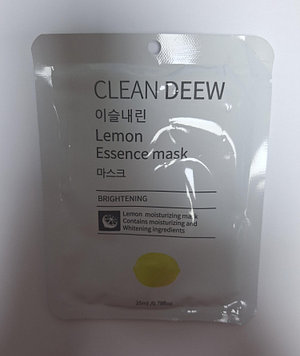 CLEAN DEEW
이슬내린
Lemon
Essence mask
마스크
BRIGHTENING
Lemon moisturizing mask
Contains moisturizing and
Whitening ingredients